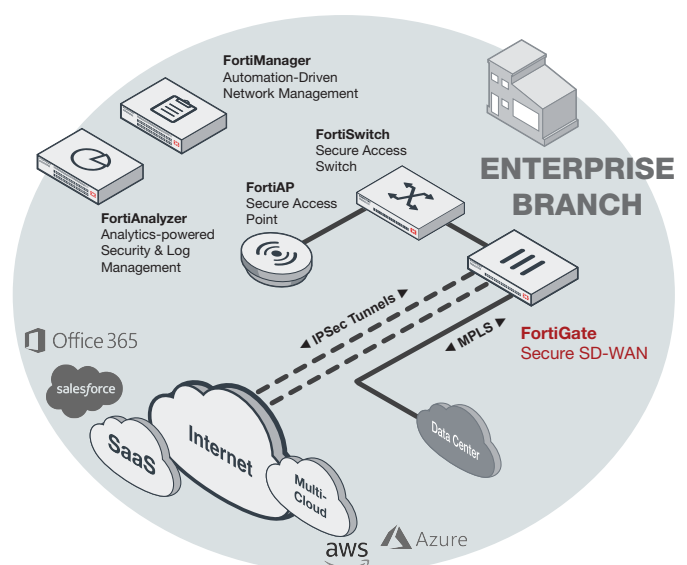 FortiManager
Automation-Driven
Network Management
FortiSwitch
Secure Access
Switch
ENTERPRISE
BRANCH
FortiAP
Secure Access
Point
FortiAnalyzer
Analytics-powered
Security & Log
Management
◄ IPSec Tunnels ►
◄ MPLS ►
FortiGate
Secure SD-WAN
Office 365
salesforce
SaaS
Internet
Multi-
Cloud
Data Center
aws
Azure